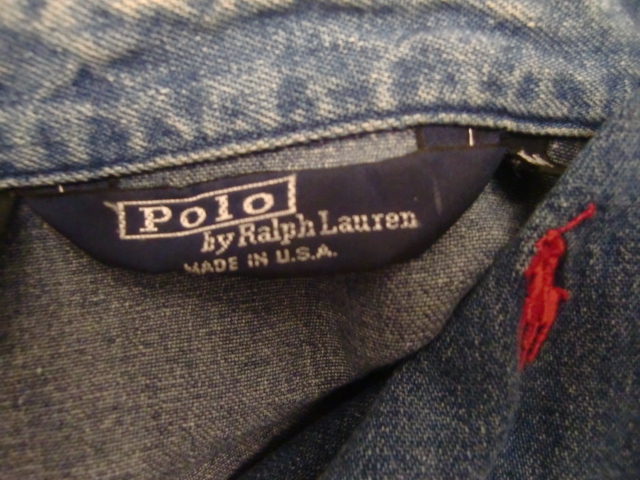 Polo
by Ralph Lauren
MADE IN U.S.A.